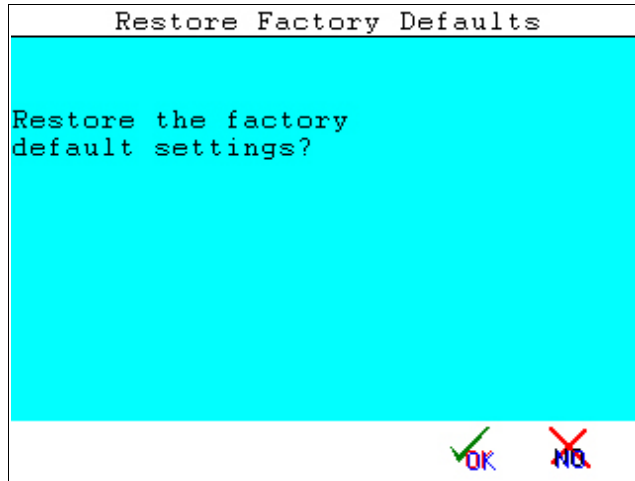 Restore Factory Defaults
Restore the factory
default settings?
OK
NO